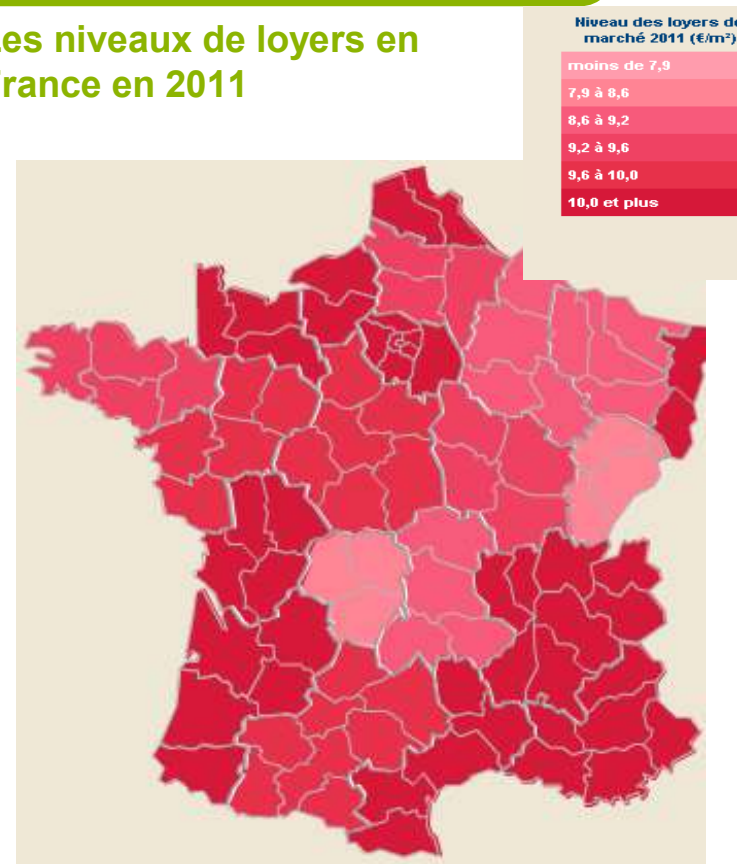 es niveaux de loyers en
rance en 2011
Niveau des loyers de
marché 2011 (€/m²)
moins de 7,9
7,9 à 8,6
8,6 à 9,2
9,2 à 9,6
9,6 à 10,0
10,0 et plus